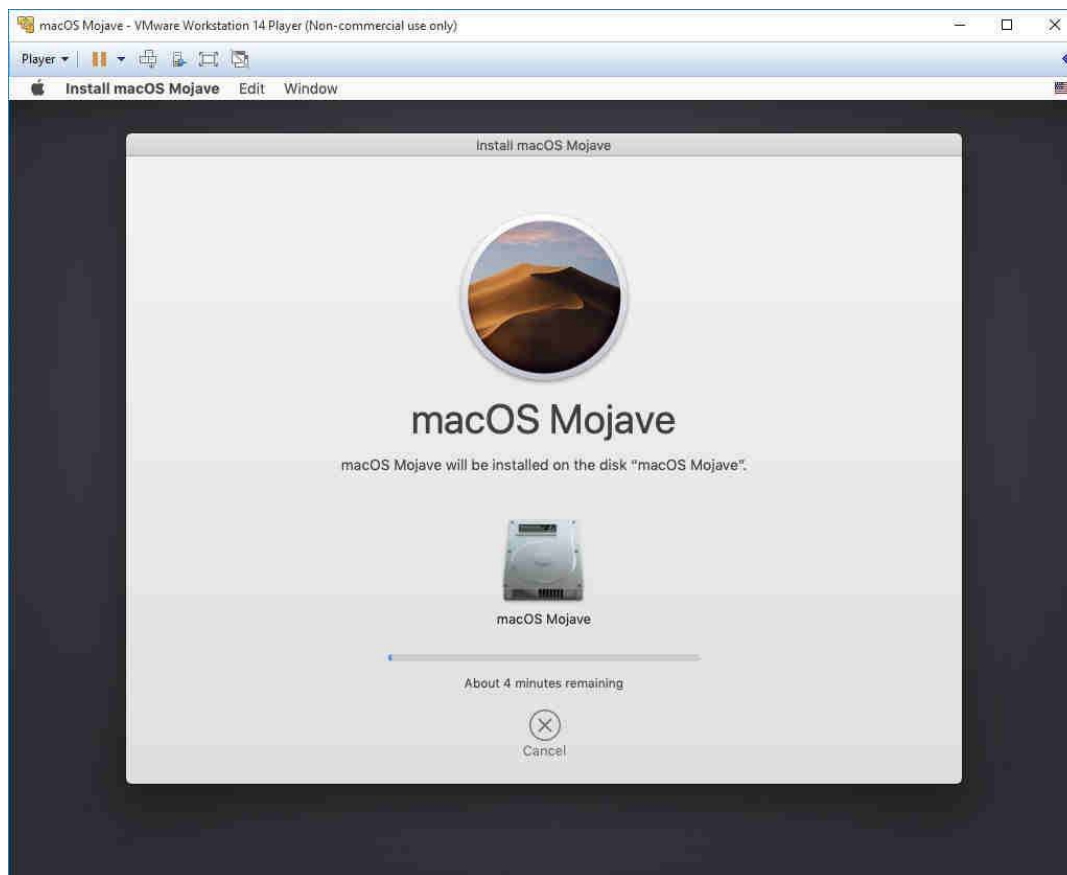 macOS Mojave - VMware Workstation 14 Player (Non-commercial use only)
Player
Install macOS Mojave Edit Window
Install macOS Mojave
macOS Mojave
macOS Mojave will be installed on the disk “macOS Mojave”.
macOS Mojave
About 4 minutes remaining
Cancel